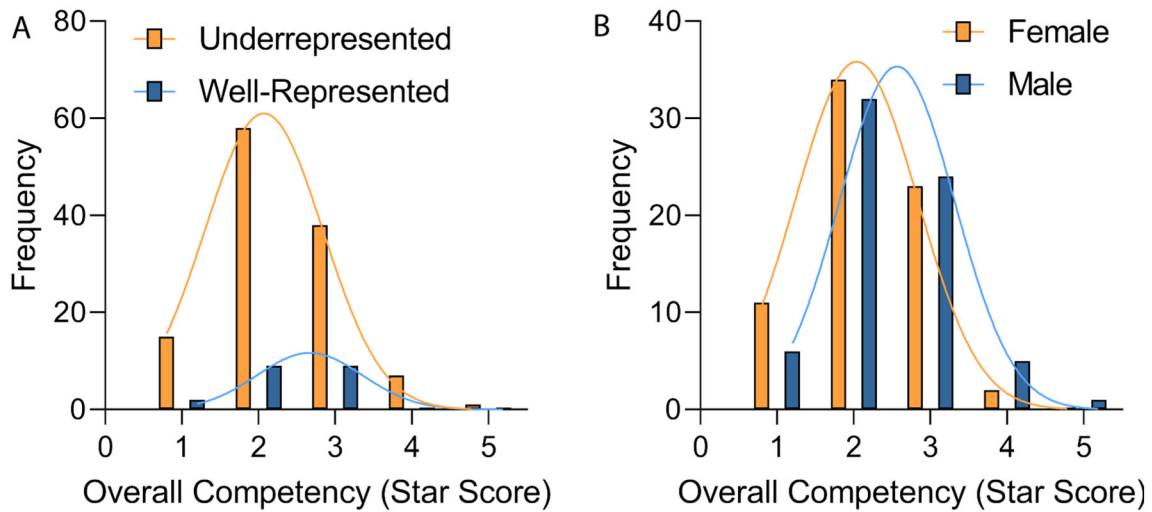 A
Underrepresented
Well-Represented
80
60
40
20
0
Frequency
0 1 2 3 4 5
Overall Competency (Star Score)
B
Female
Male
40
30
20
10
0
Frequency
0 1 2 3 4 5
Overall Competency (Star Score)